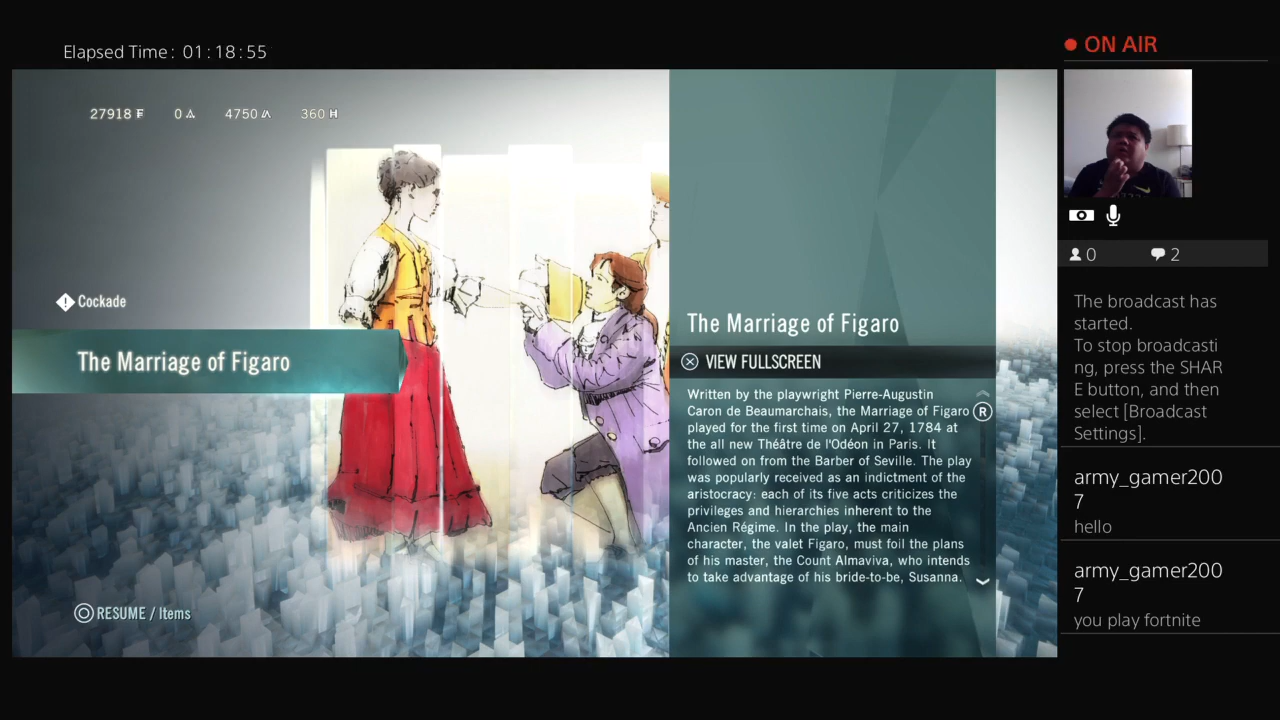 Elapsed Time: 01:18:55
27918 F 0 4750 360 H
Cockade
The Marriage of Figaro
RESUME / Items
The Marriage of Figaro
VIEW FULLSCREEN
Written by the playwright Pierre-Augustin
Caron de Beaumarchais, the Marriage of Figaro
R
played for the first time on April 27, 1784 at
the all new Théâtre de l'Odéon in Paris. It
followed on from the Barber of Seville. The play
was popularly received as an indictment of the
aristocracy: each of its five acts criticizes the
privileges and hierarchies inherent to the
Ancien Régime. In the play, the main
character, the valet Figaro, must foil the plans
of his master, the Count Almaviva, who intends
to take advantage of his bride-to-be, Susanna.
ON AIR
0 2
The broadcast has
started.
To stop broadcasti
ng, press the SHAR
E button, and then
select [Broadcast
Settings].
army_gamer200
7
hello
army_gamer200
7
you play fortnite